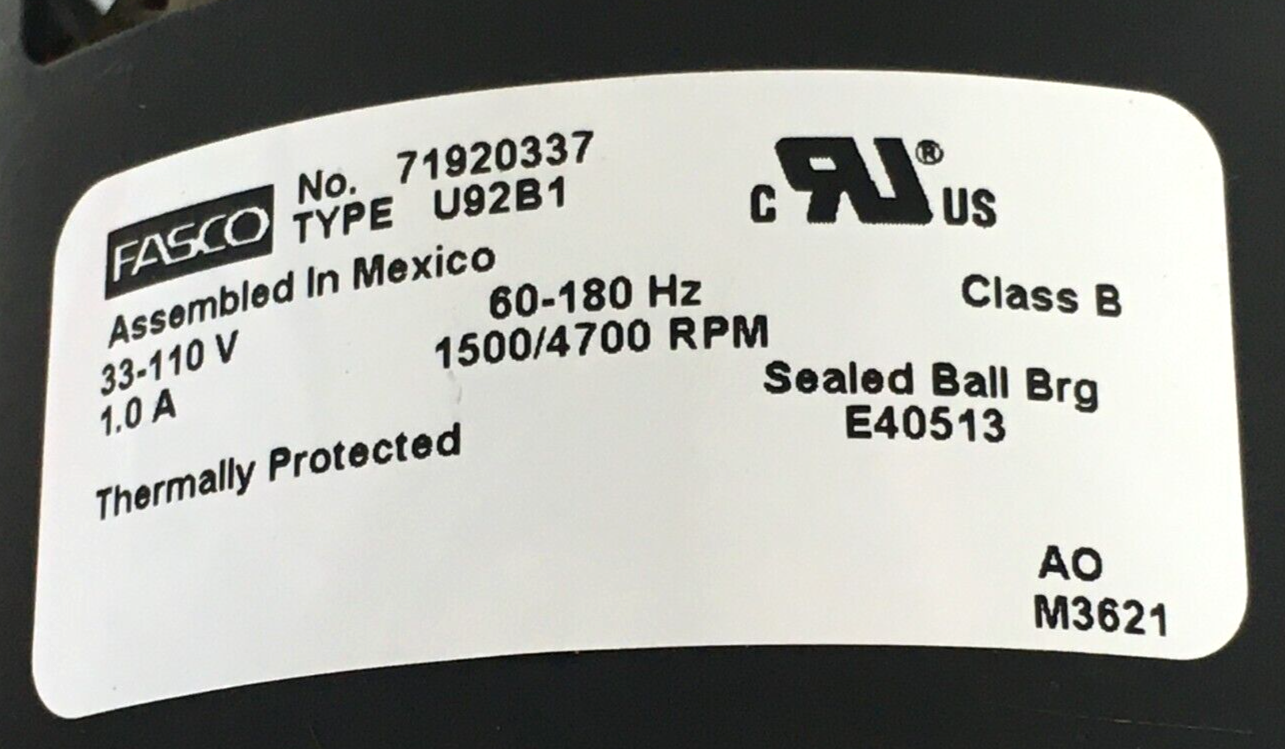 FASCO No. 71920337
TYPE U92B1
Assembled In Mexico
33-110 V 60-180 Hz
1.0 A 1500/4700 RPM
Thermally Protected
C RU® US
Class B
Sealed Ball Brg
E40513
AO
M3621